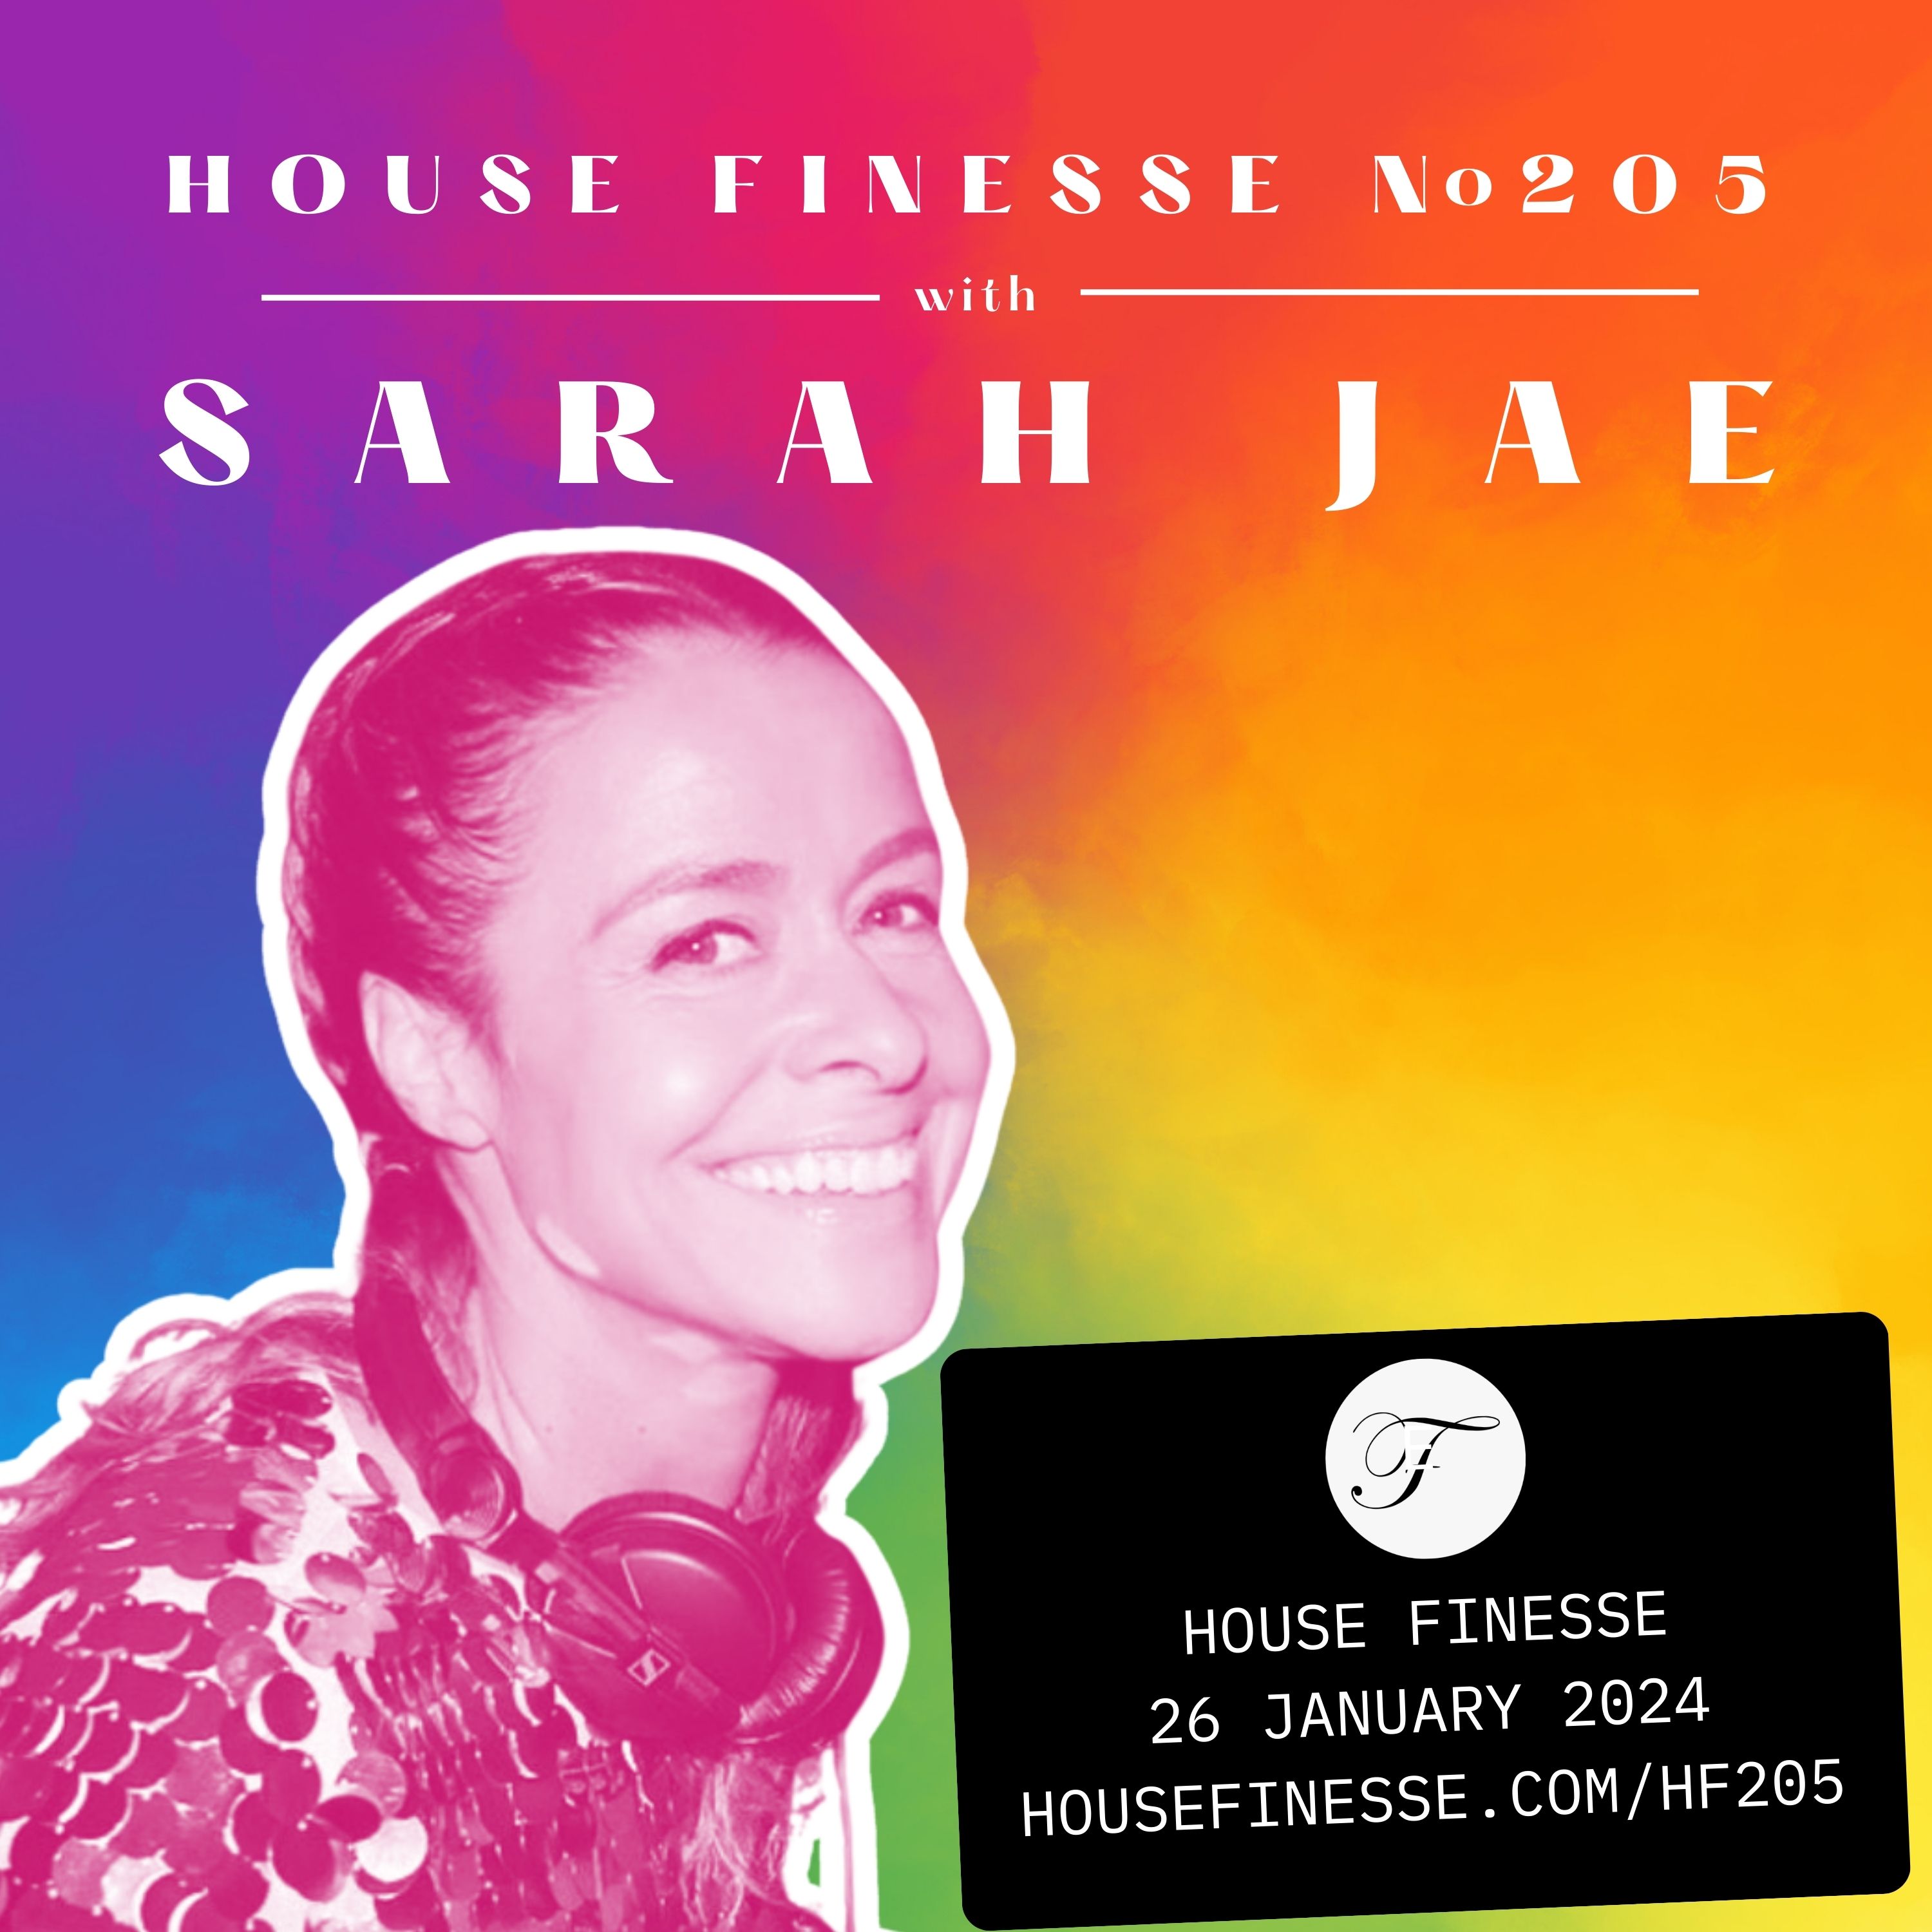 HOUSE FINESSE No205
with
SARAH JAE
F
HOUSE FINESSE
26 JANUARY 2024
HOUSEFINESSE.COM/HF205